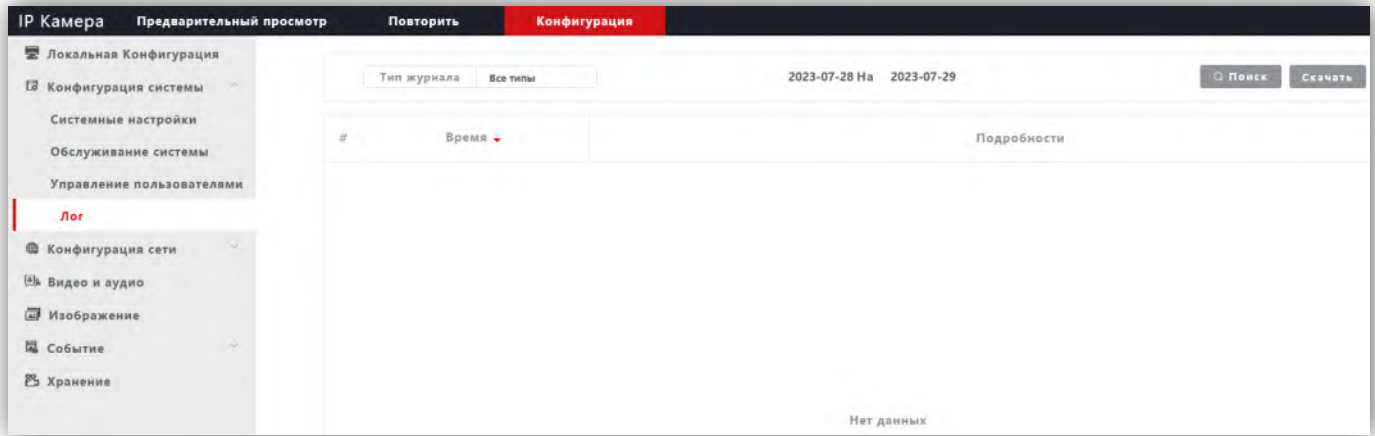 IP Камера Предварительный просмотр Повторить Конфигурация
Локальная Конфигурация
Конфигурация системы
Системные настройки
Обслуживание системы
Управление пользователями
Лог
Конфигурация сети
Видео и аудио
Изображение
Событие
Хранение
Тип журнала Все типы 2023-07-28 На 2023-07-29 Поиск Скачать
# Время Подробности
Нет данных